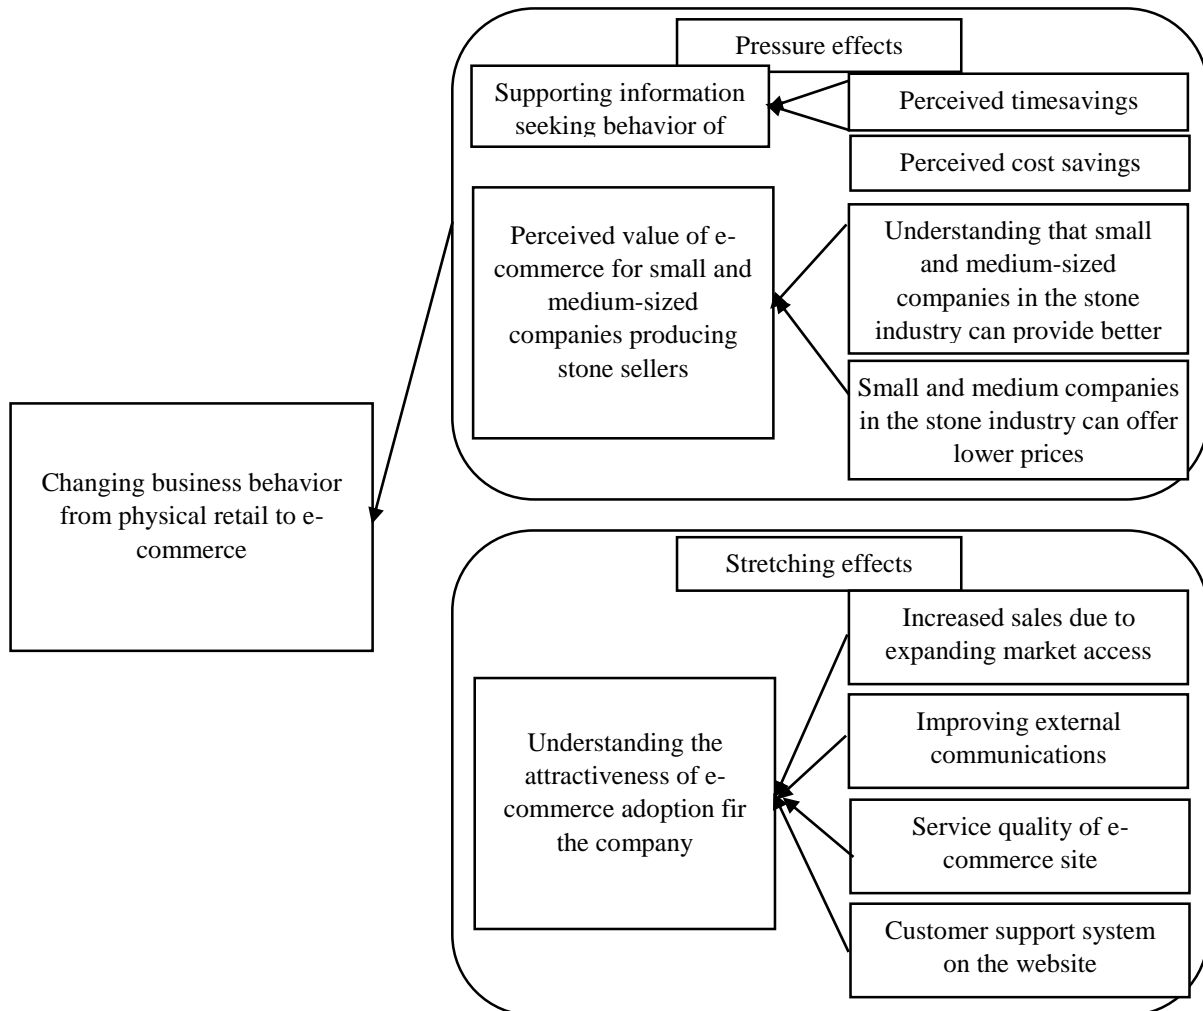 Pressure effects
Supporting information
seeking behavior of
Perceived timesavings
Perceived cost savings
Perceived value of e-
commerce for small and
medium-sized
companies producing
stone sellers
Understanding that small
and medium-sized
companies in the stone
industry can provide better
Small and medium companies
in the stone industry can offer
lower prices
Changing business behavior
from physical retail to e-
commerce
Stretching effects
Increased sales due to
expanding market access
Understanding the
attractiveness of e-
commerce adoption fir
the company
Improving external
communications
Service quality of e-
commerce site
Customer support system
on the website